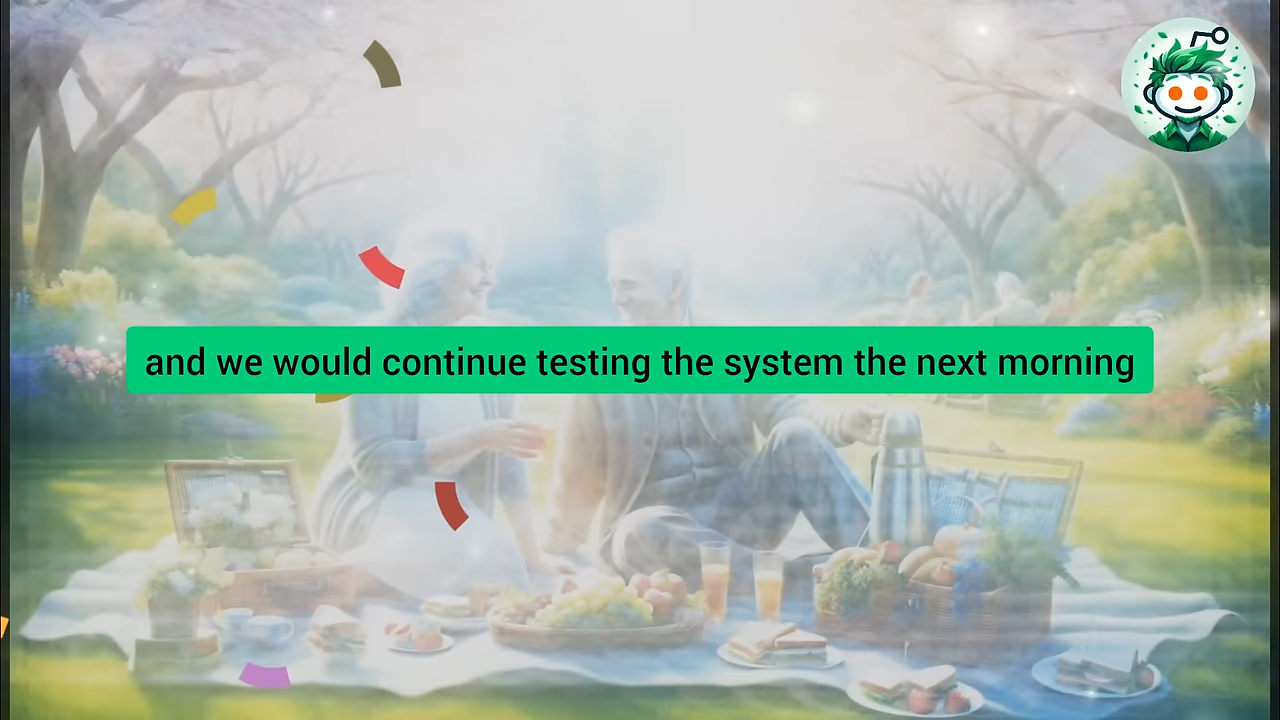 and we would continue testing the system the next morning